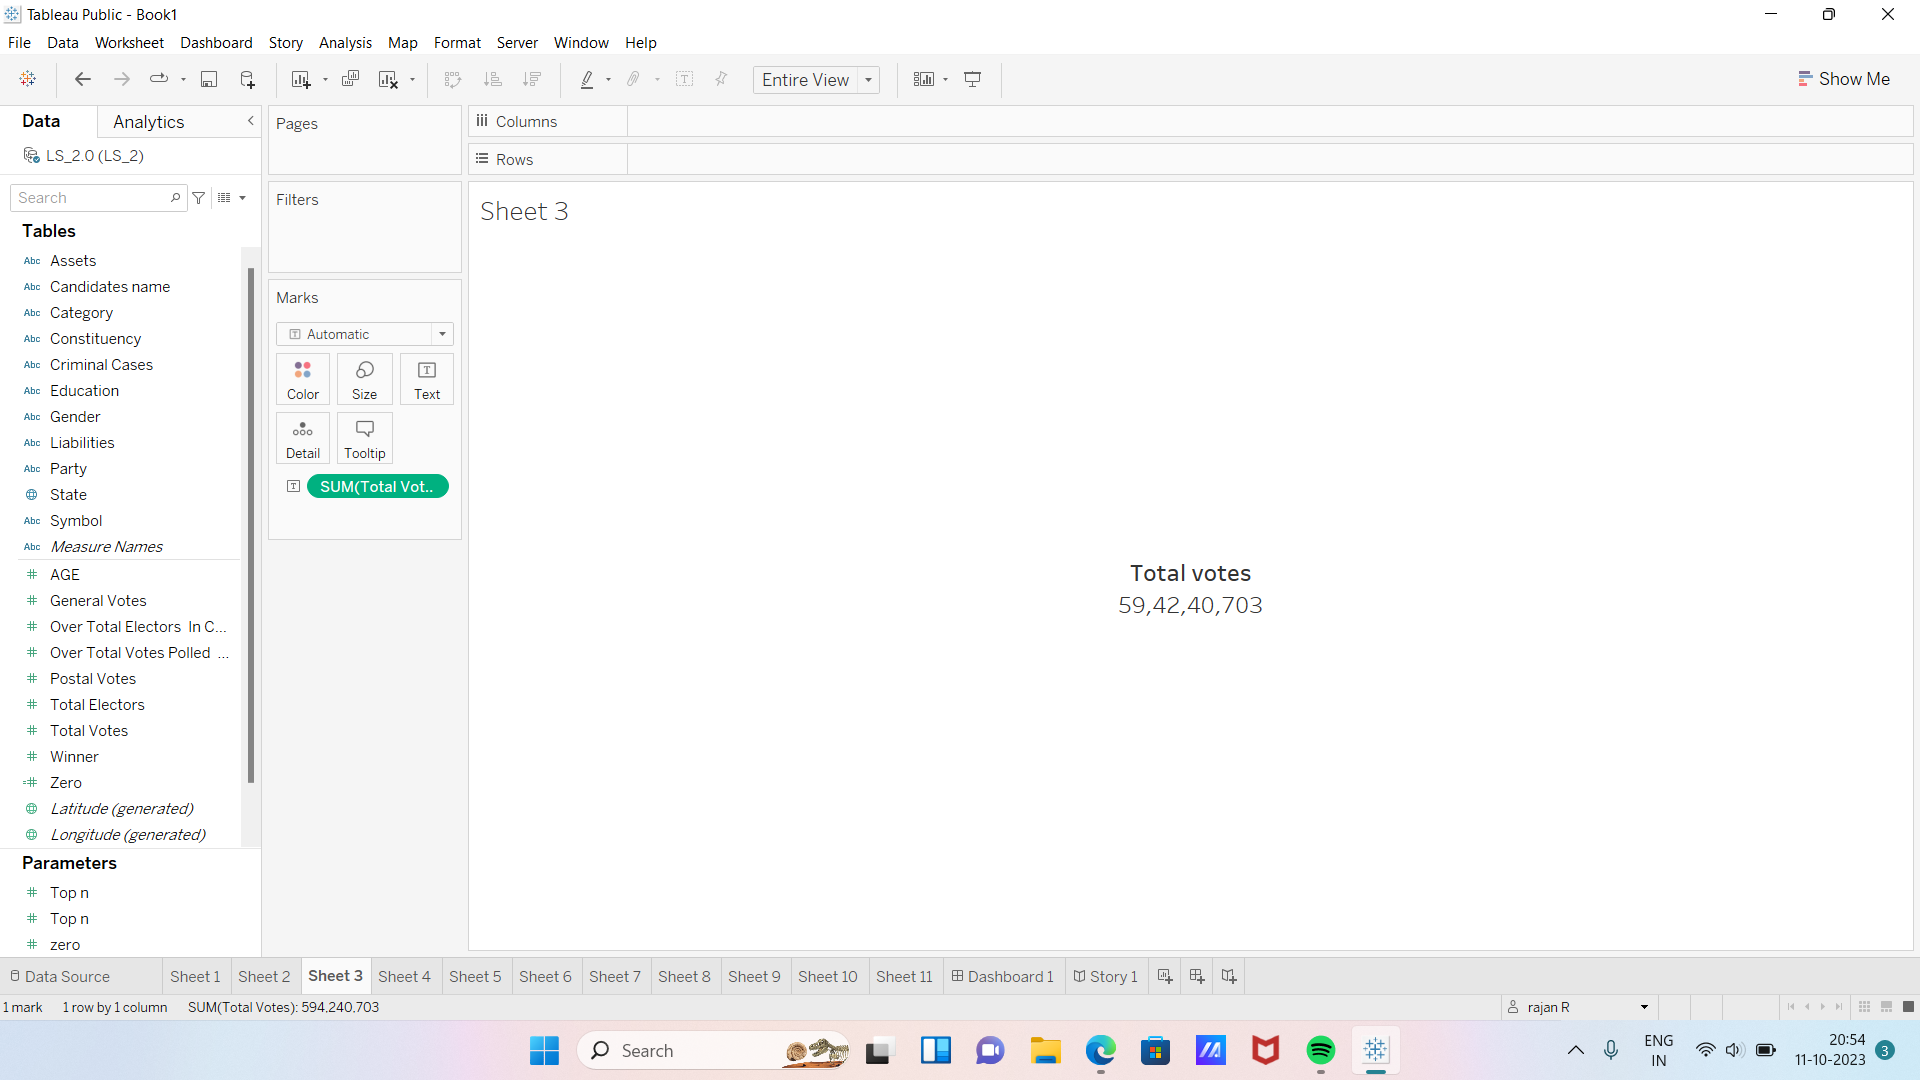 Tableau Public - Book1
File Data Worksheet Dashboard Story Analysis Map Format Server Window Help
Entire View
Show Me
Data Analytics
LS_2.0 (LS_2)
Search
Tables
Abc Assets
Abc Candidates name
Abc Category
Abc Constituency
Abc Criminal Cases
Abc Education
Abc Gender
Abc Liabilities
Abc Party
State
Abc Symbol
Abc Measure Names
# AGE
# General Votes
# Over Total Electors In C...
# Over Total Votes Polled ...
# Postal Votes
# Total Electors
# Total Votes
# Winner
=# Zero
Latitude (generated)
Longitude (generated)
Parameters
# Top n
# Top n
# zero
Pages
Filters
Marks
T Automatic
Color Size Text
Detail Tooltip
T SUM(Total Vot..
Columns
Rows
Sheet 3
Total votes
59,42,40,703
Data Source Sheet 1 Sheet 2 Sheet 3 Sheet 4 Sheet 5 Sheet 6 Sheet 7 Sheet 8 Sheet 9 Sheet 10 Sheet 11 Dashboard 1 Story 1
1 mark 1 row by 1 column SUM(Total Votes): 594,240,703 rajan R
Search
ENG
IN
20:54
11-10-2023
3